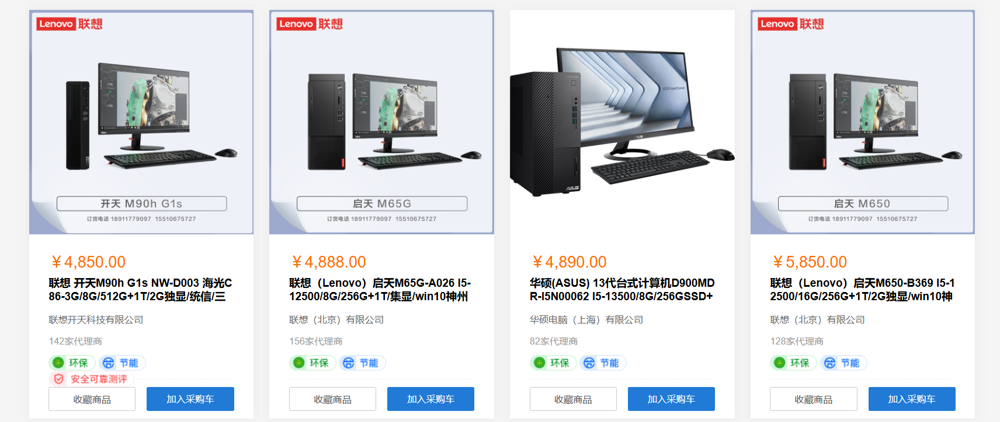 Lenovo 联想
开天 M90h G1s
订货电话 18911779097 15510675727
￥4,850.00
联想 开天M90h G1s NW-D003 海光C
86-3G/8G/512G+1T/2G独显/统信/三
联想开天科技有限公司
142家代理商
环保 节能
安全可靠测评
收藏商品 加入采购车
Lenovo 联想
启天 M65G
订货电话 18911779097 15510675727
￥4,888.00
联想（Lenovo）启天M65G-A026 I5-
12500/8G/256G+1T/集显/win10神州
联想（北京）有限公司
156家代理商
环保 节能
收藏商品 加入采购车
ASUS ExpertCenter
ASUS
ASUS
￥4,890.00
华硕(ASUS) 13代台式计算机D900MD
R-I5N00062 I5-13500/8G/256GSSD+
华硕电脑（上海）有限公司
82家代理商
环保 节能
收藏商品 加入采购车
Lenovo 联想
启天 M650
订货电话 18911779097 15510675727
￥5,850.00
联想（Lenovo）启天M650-B369 I5-1
2500/16G/256G+1T/2G独显/win10神
联想（北京）有限公司
128家代理商
环保 节能
收藏商品 加入采购车